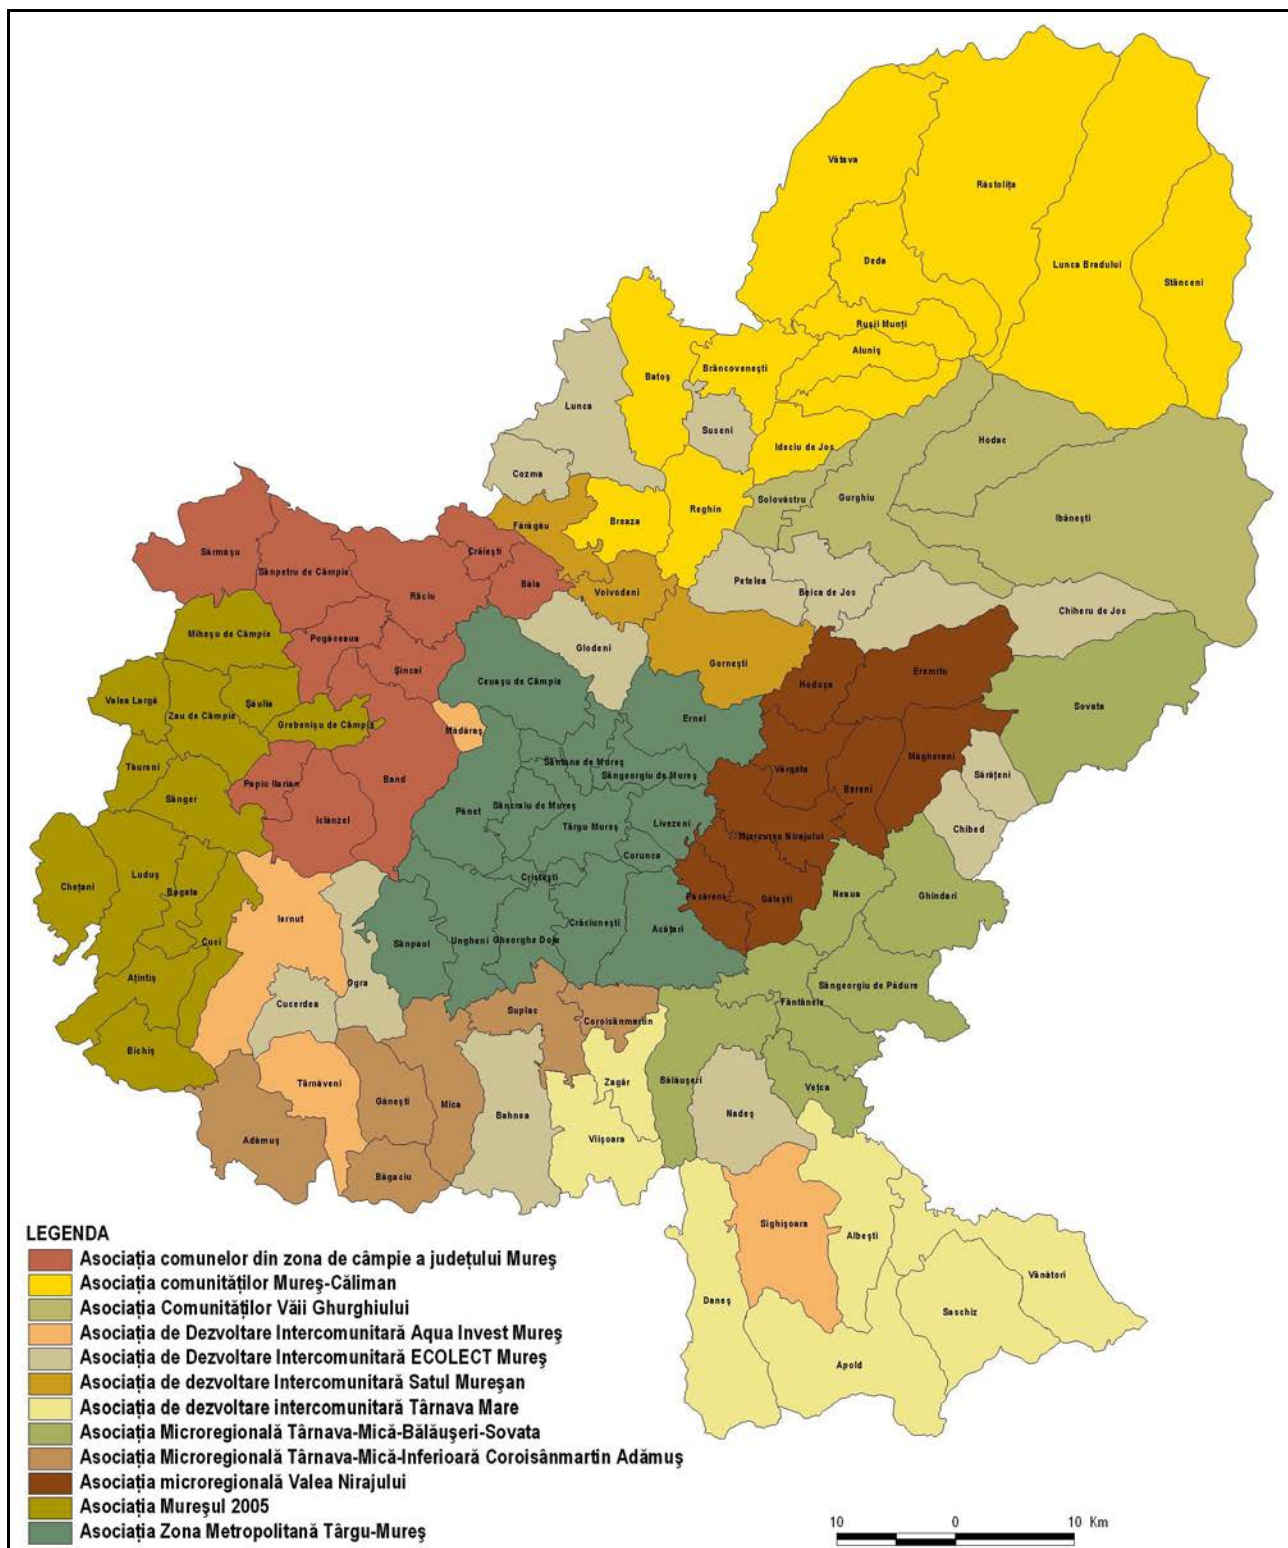 Vătava
Răstolița
Deda
Lunca Bradului
Stânceni
Rușii Munți
Aluniș
Brâncovenești
Batoș
Lunca
Suseni
Ideciu de Jos
Hodac
Cozma
Reghin
Solovăstru
Gurghiu
Ibănești
Fărăgău
Breaza
Sărmașu
Crăiești
Sânpetru de Câmpie
Râciu
Băla
Voivodeni
Petelea
Beica de Jos
Chiheru de Jos
Miheșu de Câmpie
Pogăceaua
Șincai
Glodeni
Gornești
Eremitu
Ceuașu de Câmpie
Hodoșa
Valea Largă
Șăulia
Zau de Câmpie
Grebenișu de Câmpie
Mădăraș
Ernei
Sovata
Măgherani
Tăureni
Sântana de Mureș
Sângeorgiu de Mureș
Vărgata
Sărățeni
Papiu Ilarian
Band
Bereni
Sânger
Sâncraiu de Mureș
Pănet
Iclănzel
Târgu Mureș
Livezeni
Miercurea Nirajului
Chibed
Corunca
Chețani
Luduș
Bogata
Cristești
Păsăreni
Gălești
Neaua
Ghindari
Iernut
Crăciunești
Acățari
Cuci
Sânpaul
Ungheni
Gheorghe Doja
Ațintiș
Ogra
Sângeorgiu de Pădure
Cucerdea
Fântânele
Suplac
Coroisânmartin
Bichiș
Târnăveni
Zagăr
Bălăușeri
Vețca
Gănești
Mica
Bahnea
Nadeș
Adămuș
Viișoara
Băgaciu
Sighișoara
Albești
Vânători
Daneș
Saschiz
Apold
LEGENDA
Asociația comunelor din zona de câmpie a județului Mureș
Asociația comunităților Mureș-Căliman
Asociația Comunităților Văii Ghurghiului
Asociația de Dezvoltare Intercomunitară Aqua Invest Mureș
Asociația de Dezvoltare Intercomunitară ECOLECT Mureș
Asociația de dezvoltare Intercomunitară Satul Mureșan
Asociația de dezvoltare intercomunitară Târnava Mare
Asociația Microregională Târnava-Mică-Bălăușeri-Sovata
Asociația Microregională Târnava-Mică-Inferioară Coroisânmartin Adămuș
Asociația microregională Valea Nirajului
Asociația Mureșul 2005
Asociația Zona Metropolitană Târgu-Mureș
10 0 10 Km